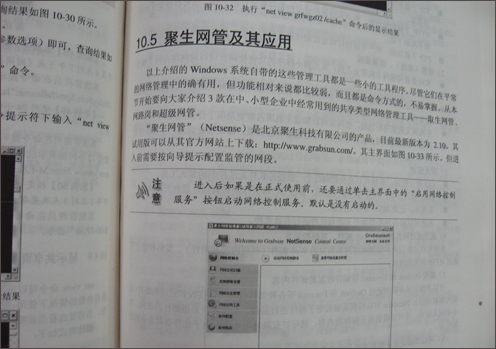 询结果如图 10-30 所示。
参数选项）即可，查询结果如
”命令。
提示符下输入“net view
结果
图 10-32 执行“net view grfwgz02 /cache”命令后的显示结果
10.5 聚生网管及其应用
以上介绍的 Windows 系统自带的这些管理工具都是一些小的工具程序，尽管它们在平常
的网络管理中的确有用，但功能相对来说都比较弱，而且都是命令方式的，不易掌握。从本
节开始要向大家介绍 3 款在中、小型企业中经常用到的共享类型网络管理工具——聚生网管、
网路岗和超级网管。
“聚生网管”（Netsense）是北京聚生科技有限公司的产品，目前最新版本为 2.10，其
试用版可以从其官方网站上下载：http://www.grabsun.com/，其主界面如图 10-33 所示。但进
入前需要按向导提示配置监管的网段。
注
意
进入后如果是在正式使用前，还要通过单击主界面中的“启用网络控制
服务”按钮启动网络控制服务，默认是没有启动的。
Grabsunsoft
Welcome to Grabsun NetSense Control Center